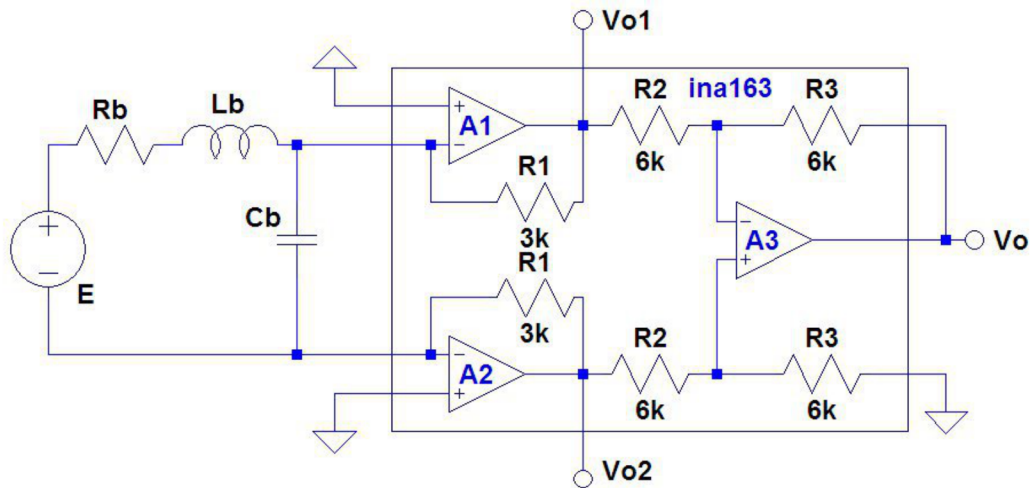 Vo1
Rb
Lb
+
A1
−
R2
6k
ina163
R3
6k
R1
3k
Cb
+
−
E
−
A3
+
Vo
R1
3k
−
A2
+
R2
6k
R3
6k
Vo2